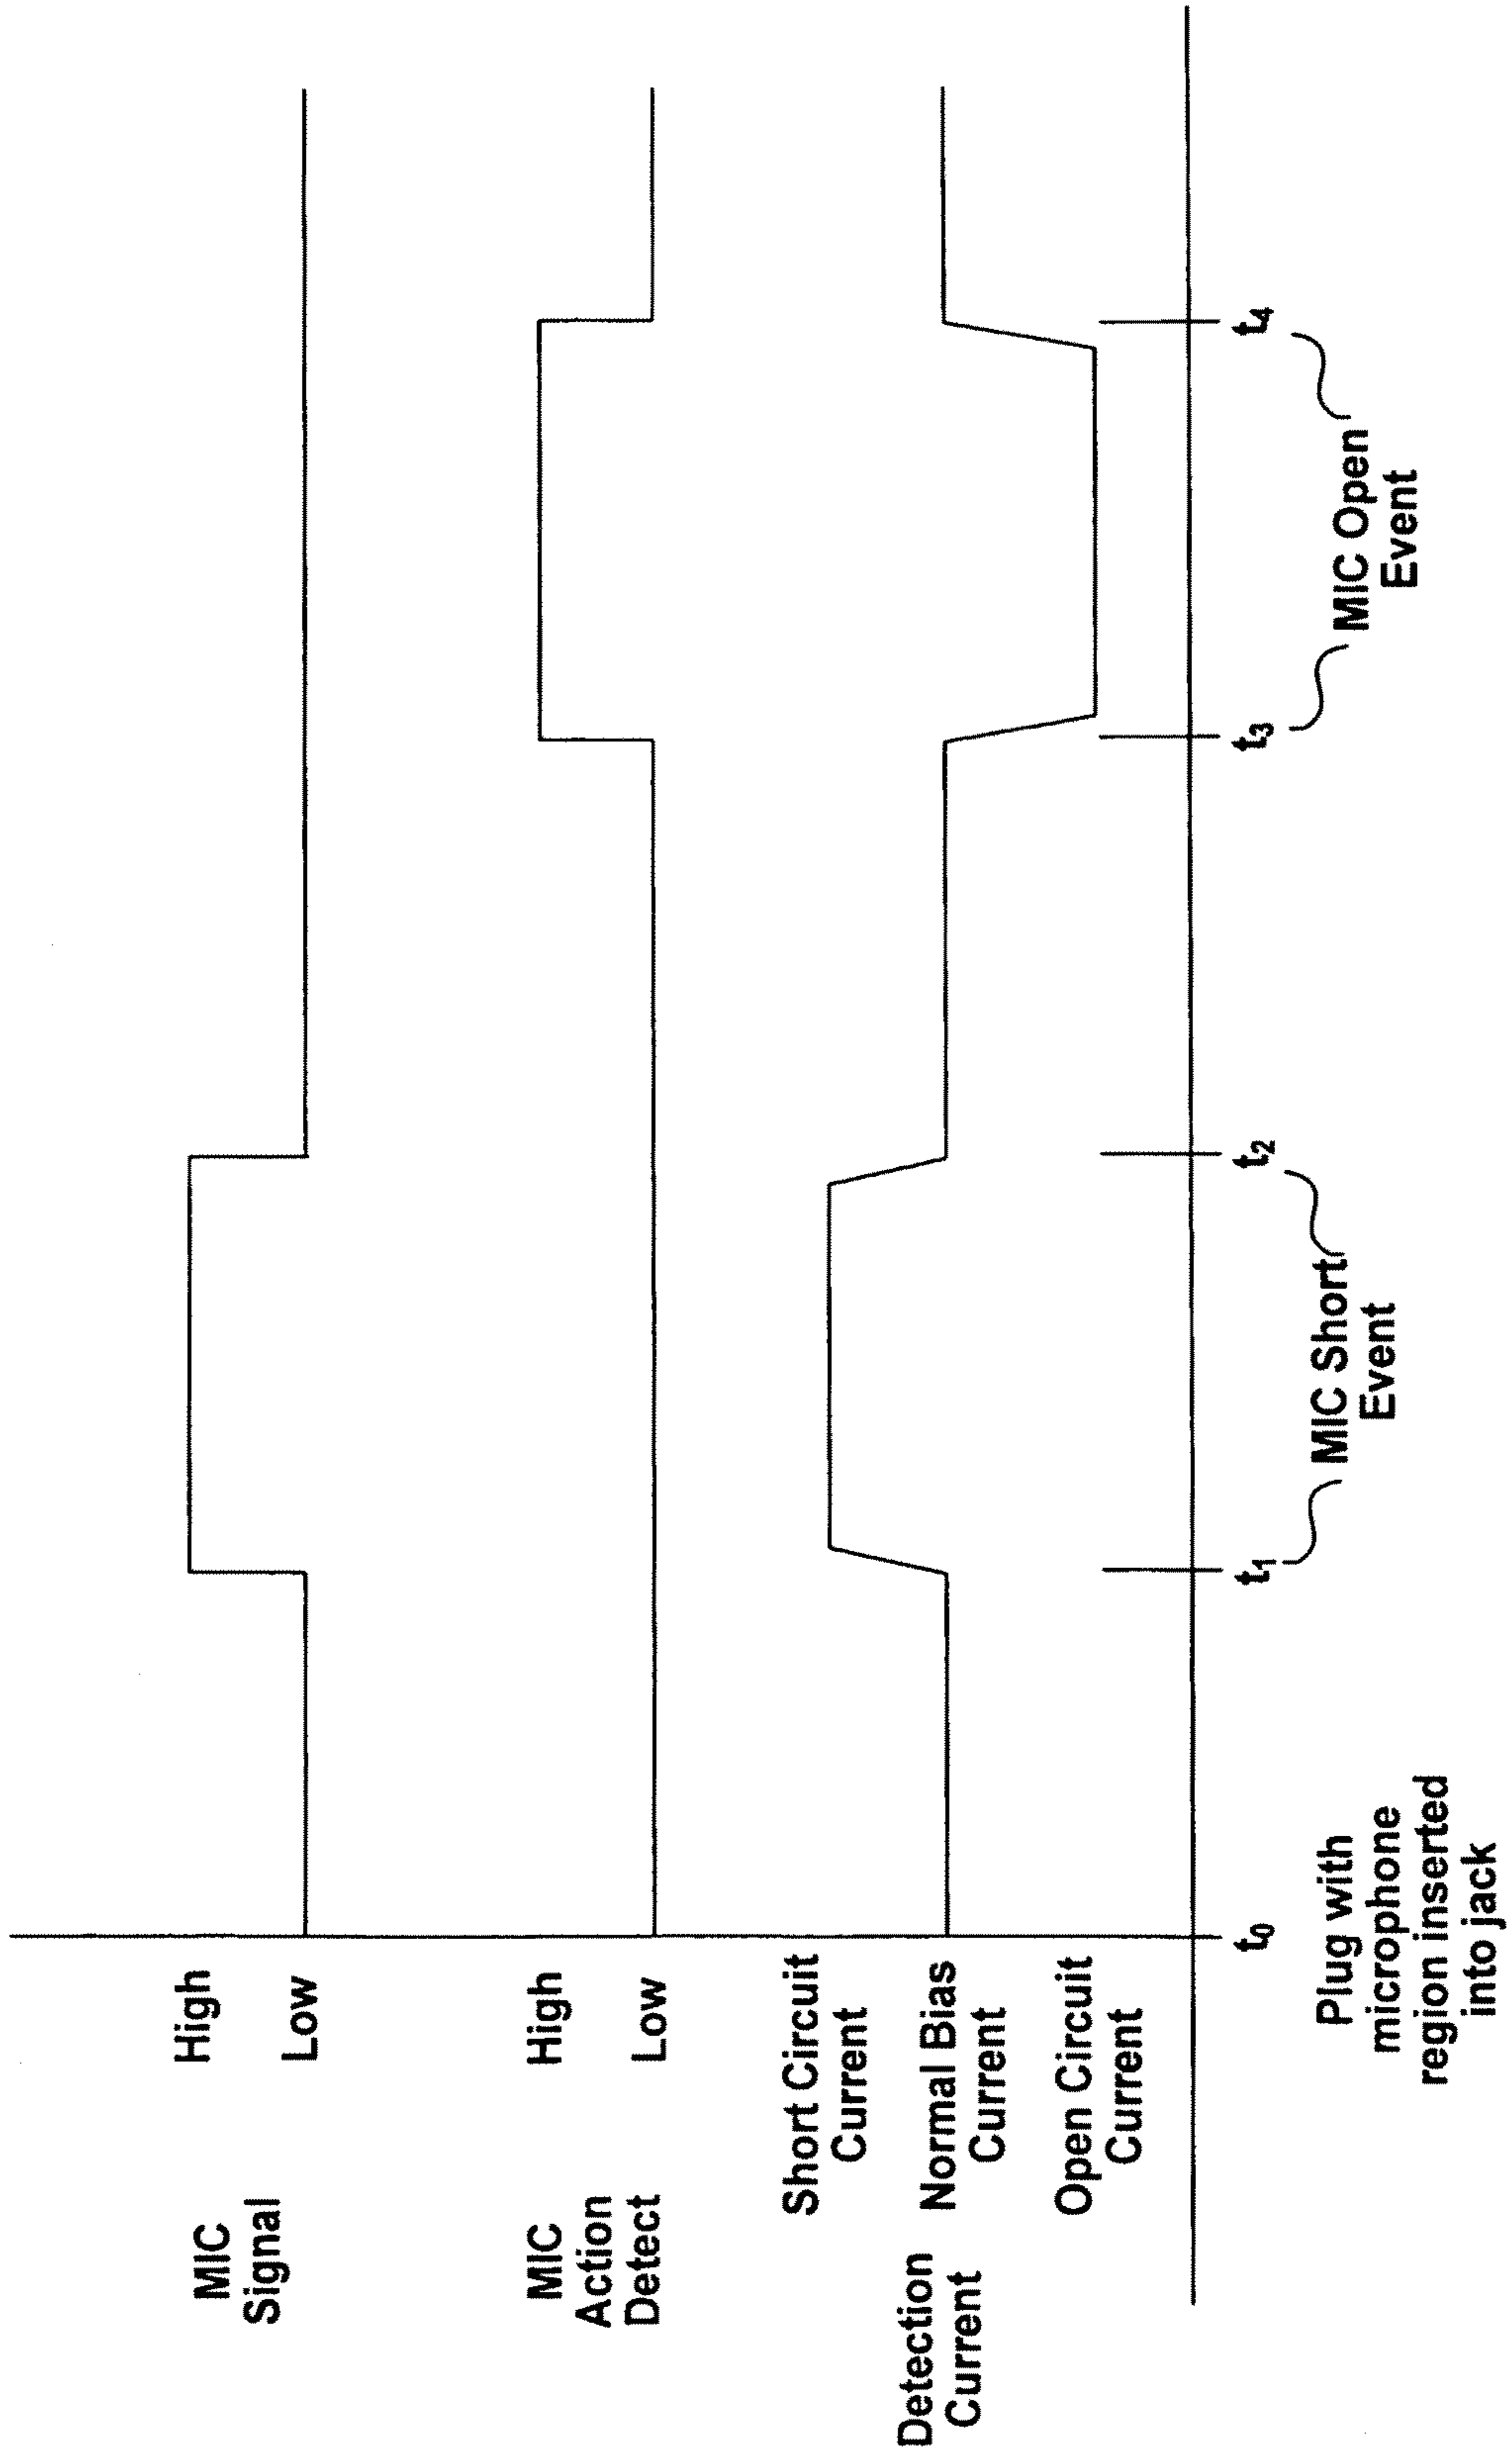 MIC
Signal
High
Low
MIC
Action
Detect
High
Low
Detection
Current
Short Circuit
Current
Normal Bias
Current
Open Circuit
Current
t0
t1
t2
t3
t4
Plug with
microphone
region inserted
into jack
MIC Short
Event
MIC Open
Event